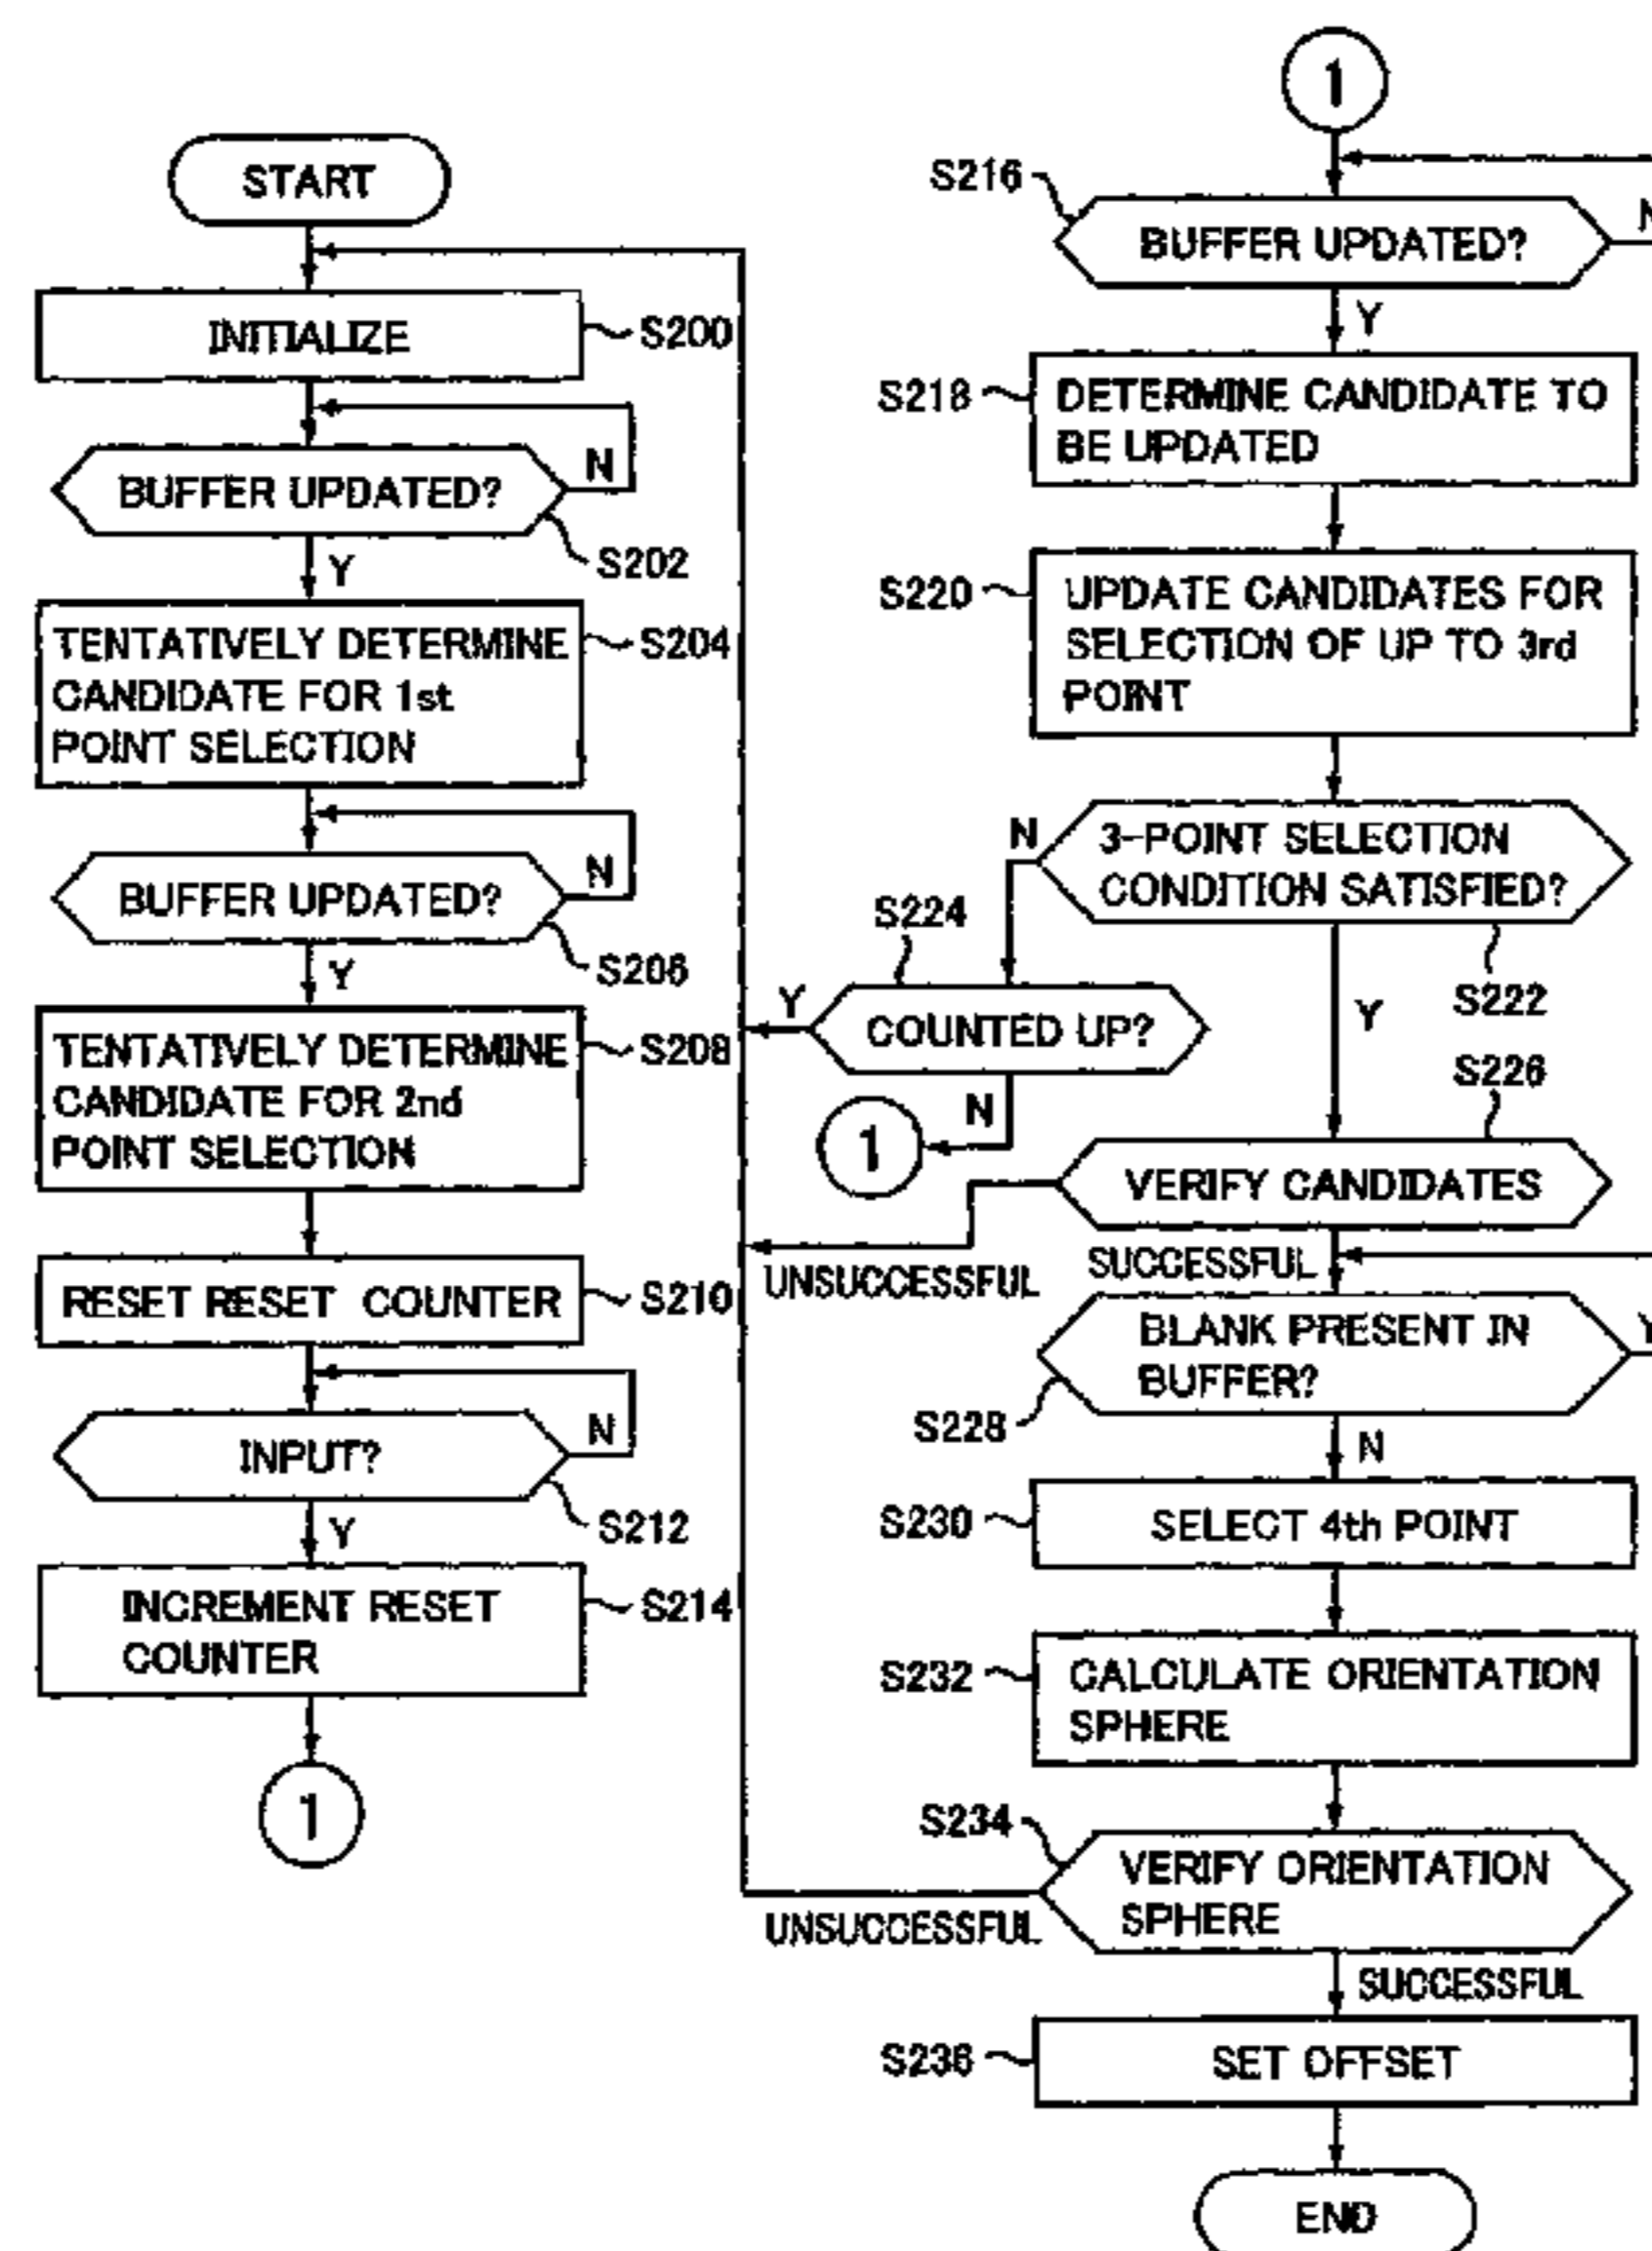 START
INITIALIZE
S200
BUFFER UPDATED?
N
S202
Y
TENTATIVELY DETERMINE
CANDIDATE FOR 1st
POINT SELECTION
S204
BUFFER UPDATED?
N
S206
Y
TENTATIVELY DETERMINE
CANDIDATE FOR 2nd
POINT SELECTION
S208
RESET RESET COUNTER
S210
INPUT?
N
S212
Y
INCREMENT RESET
COUNTER
S214
1
1
S216
BUFFER UPDATED?
N
Y
S218
DETERMINE CANDIDATE TO
BE UPDATED
S220
UPDATE CANDIDATES FOR
SELECTION OF UP TO 3rd
POINT
N
3-POINT SELECTION
CONDITION SATISFIED?
S222
Y
S224
Y
COUNTED UP?
N
1
S226
VERIFY CANDIDATES
UNSUCCESSFUL
SUCCESSFUL
BLANK PRESENT IN
BUFFER?
Y
S228
N
S230
SELECT 4th POINT
S232
CALCULATE ORIENTATION
SPHERE
S234
VERIFY ORIENTATION
SPHERE
UNSUCCESSFUL
SUCCESSFUL
S236
SET OFFSET
END